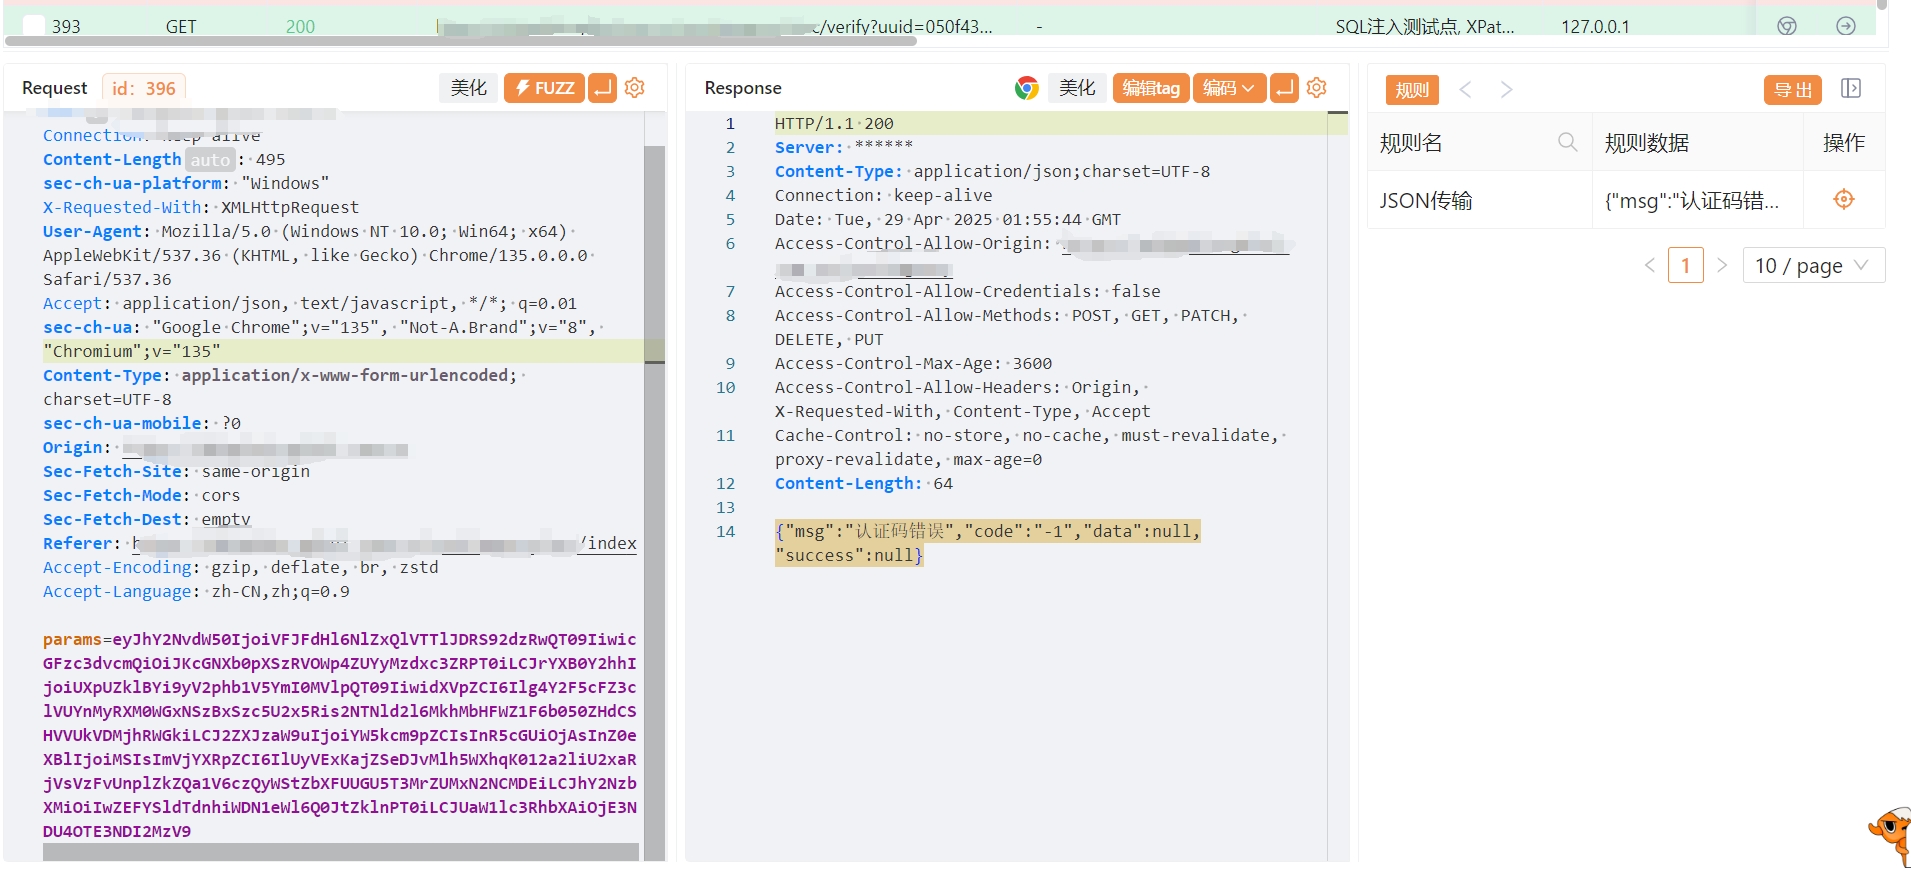 393 GET 200 c/verify?uuid=050f43... - SQL注入测试点, XPat... 127.0.0.1
Request id: 396 美化 FUZZ
Connection: keep-alive
Content-Length auto : 495
sec-ch-ua-platform: "Windows"
X-Requested-With: XMLHttpRequest
User-Agent: Mozilla/5.0 (Windows NT 10.0; Win64; x64)
AppleWebKit/537.36 (KHTML, like Gecko) Chrome/135.0.0.0
Safari/537.36
Accept: application/json, text/javascript, */*; q=0.01
sec-ch-ua: "Google Chrome";v="135", "Not-A.Brand";v="8",
"Chromium";v="135"
Content-Type: application/x-www-form-urlencoded;
charset=UTF-8
sec-ch-ua-mobile: ?0
Origin:
Sec-Fetch-Site: same-origin
Sec-Fetch-Mode: cors
Sec-Fetch-Dest: empty
Referer: h /index
Accept-Encoding: gzip, deflate, br, zstd
Accept-Language: zh-CN,zh;q=0.9
params=eyJhY2NvdW50IjoiVFJFdHl6NlZxQlVTTlJDRS92dzRwQT09Iiwic
GFzc3dvcmQiOiJKcGNXb0pXSzRVOWp4ZUYyMzdxc3ZRPT0iLCJrYXB0Y2hhI
joiUXpUZklBYi9yV2phb1V5YmI0MVlpQT09IiwidXVpZCI6Ilg4Y2F5cFZ3c
lVUYnMyRXM0WGxNSzBxSzc5U2x5Ris2NTNld2l6MkhMbHFWZ1F6b050ZHdCS
HVVUkVDMjhRWGkiLCJ2ZXJzaW9uIjoiYW5kcm9pZCIsInR5cGUiOjAsInZ0e
XBlIjoiMSIsImVjYXRpZCI6IlUyVExKajZSeDJvMlh5WXhqK012a2liU2xaR
jVsVzFvUnplZkZQa1V6czQyWStZbXFUUGU5T3MrZUMxN2NCMDEiLCJhY2Nzb
XMiOiIwZEFYSldTdnhiWDN1eWl6Q0JtZklnPT0iLCJUaW1lc3RhbXAiOjE3N
DU4OTE3NDI2MzV9
Response 美化 编辑tag 编码
1 HTTP/1.1 200
2 Server: ******
3 Content-Type: application/json;charset=UTF-8
4 Connection: keep-alive
5 Date: Tue, 29 Apr 2025 01:55:44 GMT
6 Access-Control-Allow-Origin:
7 Access-Control-Allow-Credentials: false
8 Access-Control-Allow-Methods: POST, GET, PATCH,
DELETE, PUT
9 Access-Control-Max-Age: 3600
10 Access-Control-Allow-Headers: Origin,
X-Requested-With, Content-Type, Accept
11 Cache-Control: no-store, no-cache, must-revalidate,
proxy-revalidate, max-age=0
12 Content-Length: 64
13
14 {"msg":"认证码错误","code":"-1","data":null,
"success":null}
规则 导出
规则名 规则数据 操作
JSON传输 {"msg":"认证码错...
1 10 / page